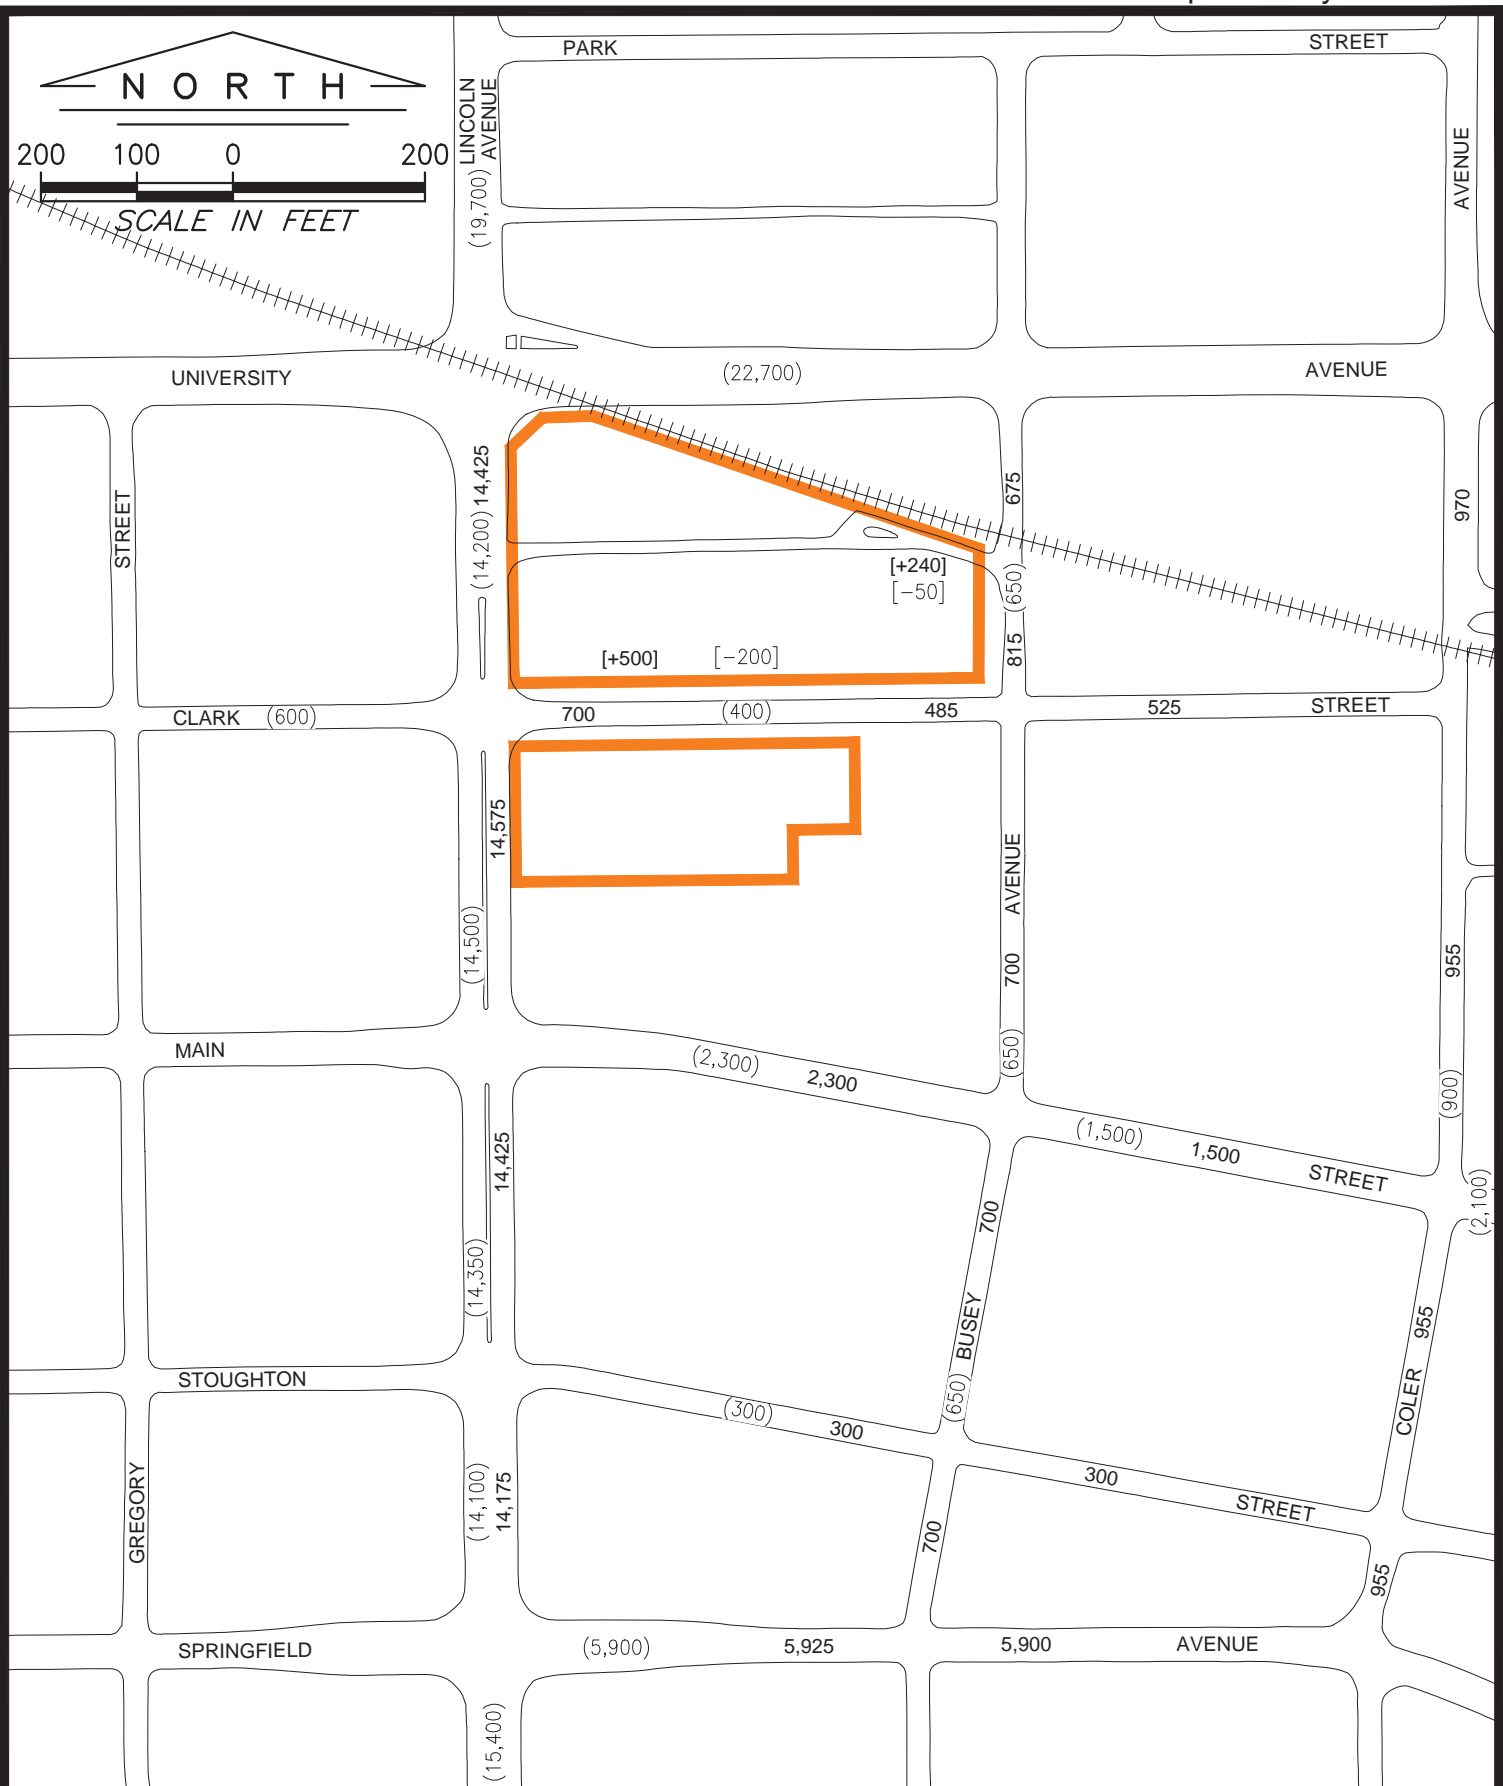 PARK
STREET
NORTH
LINCOLN
AVENUE
AVENUE
200 100 0 200
(19,700)
SCALE IN FEET
UNIVERSITY
(22,700)
AVENUE
STREET
(14,200) 14,425
675
970
[+240]
[-50]
(650)
815
[+500] [-200]
CLARK (600)
700 (400) 485
525
STREET
14,575
(14,500)
AVENUE
700
(650)
955
(900)
MAIN
(2,300) 2,300
(1,500) 1,500 STREET
(2,100)
14,425
(14,350)
700
BUSEY
(650)
955
COLER
STOUGHTON
(300) 300
300
STREET
GREGORY
(14,100)
14,175
700
955
SPRINGFIELD
(5,900) 5,925 5,900 AVENUE
(15,400)